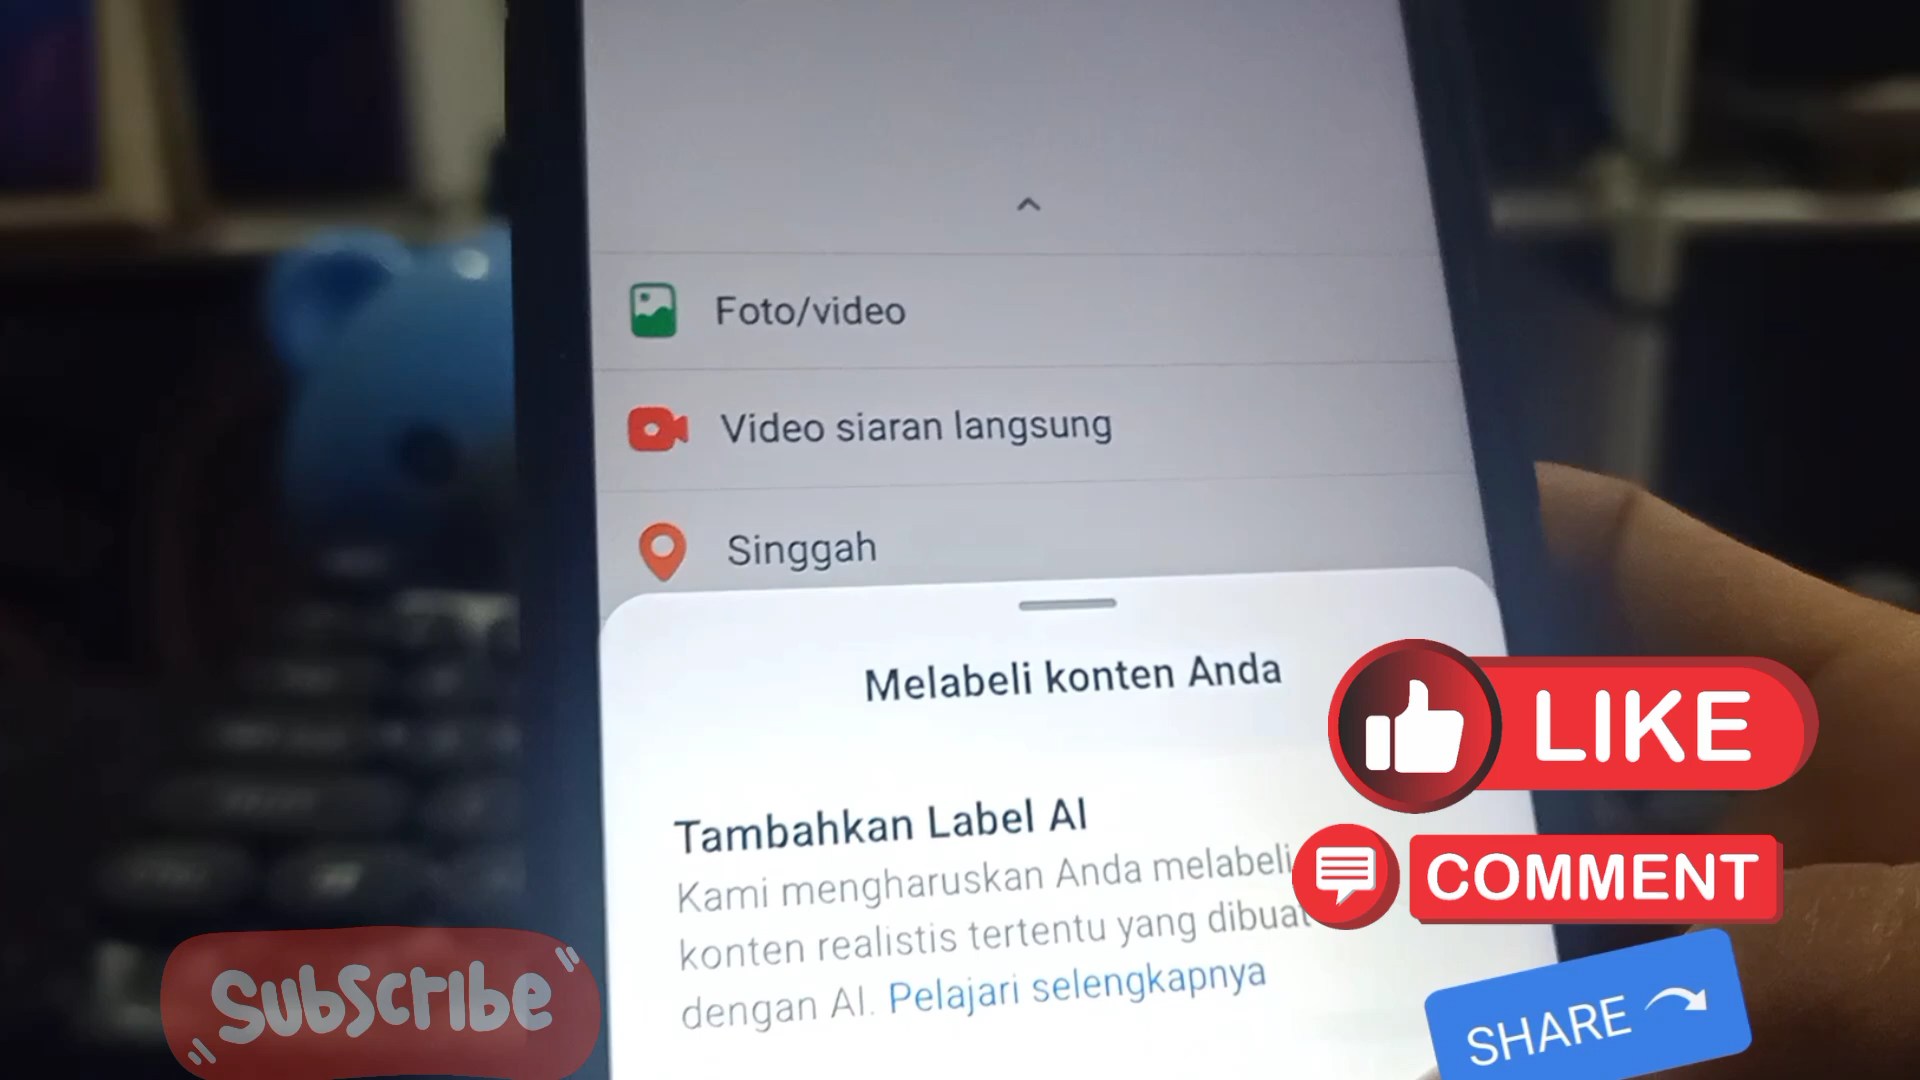 Foto/video
Video siaran langsung
Singgah
Melabeli konten Anda
Tambahkan Label AI
Kami mengharuskan Anda melabeli
konten realistis tertentu yang dibuat
dengan AI. Pelajari selengkapnya
LIKE
COMMENT
SHARE
Subscribe